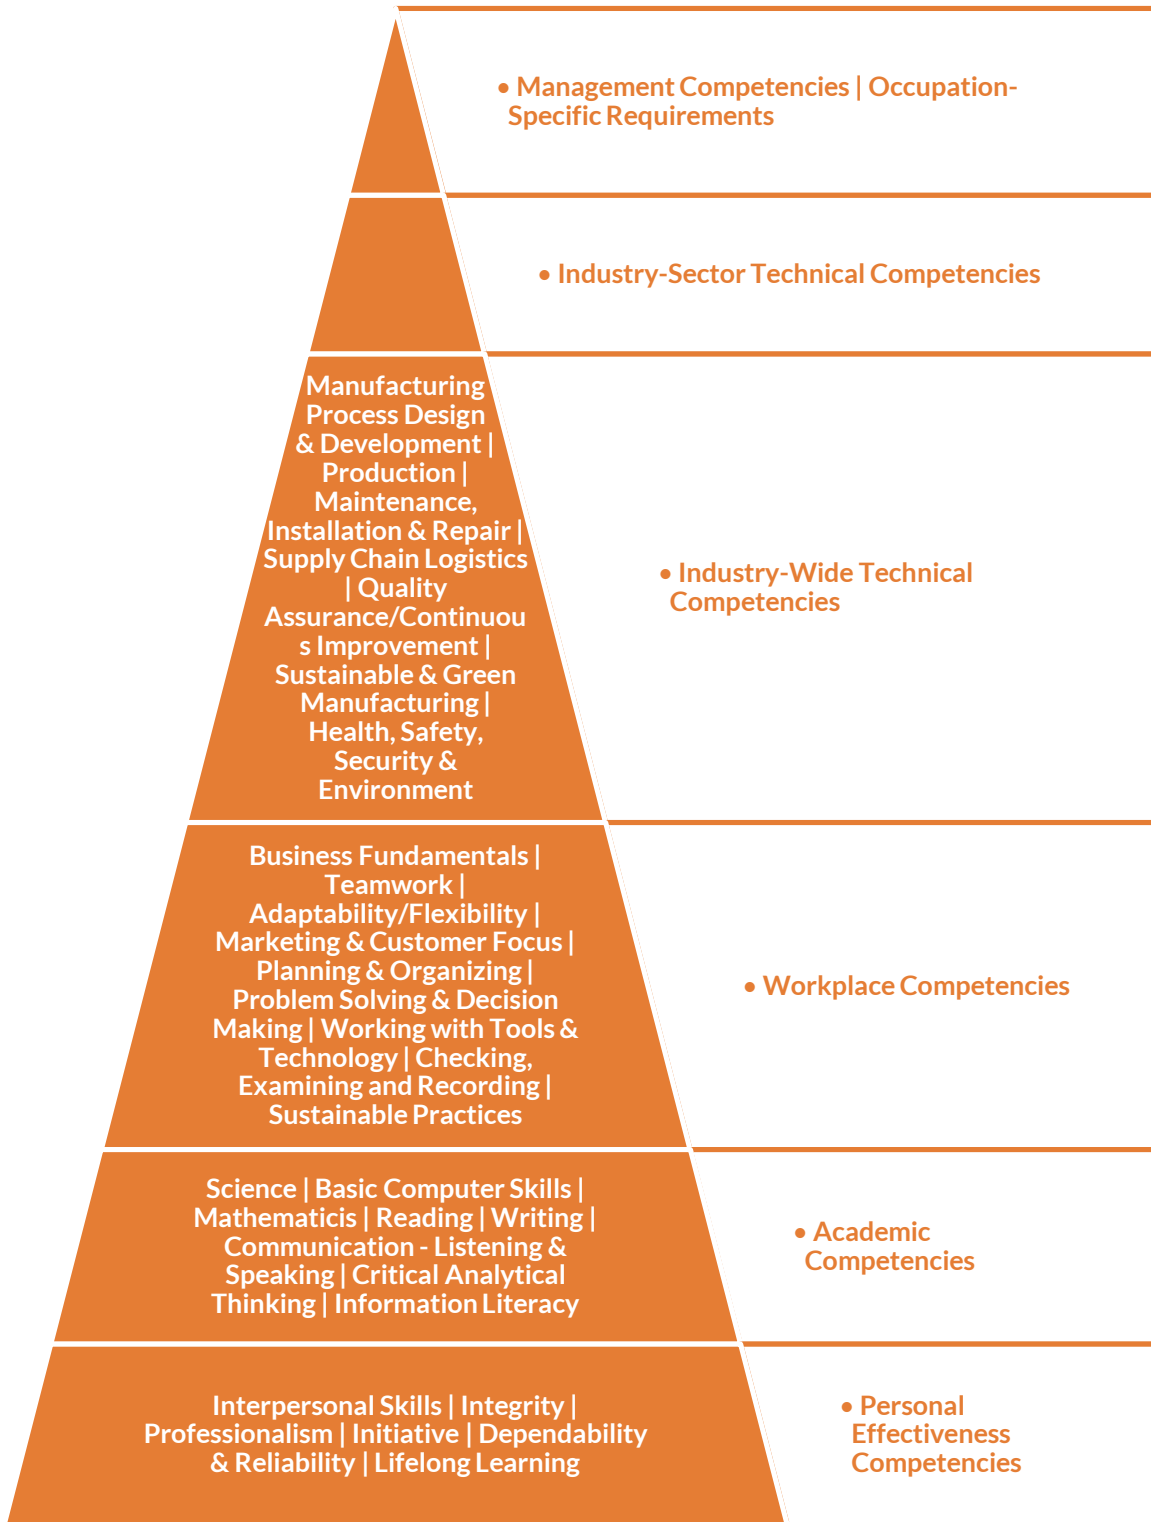 • Management Competencies | Occupation-
Specific Requirements
• Industry-Sector Technical Competencies
Manufacturing
Process Design
& Development |
Production |
Maintenance,
Installation & Repair |
Supply Chain Logistics
| Quality
Assurance/Continuou
s Improvement |
Sustainable & Green
Manufacturing |
Health, Safety,
Security &
Environment
• Industry-Wide Technical
Competencies
Business Fundamentals |
Teamwork |
Adaptability/Flexibility |
Marketing & Customer Focus |
Planning & Organizing |
Problem Solving & Decision
Making | Working with Tools &
Technology | Checking,
Examining and Recording |
Sustainable Practices
• Workplace Competencies
Science | Basic Computer Skills |
Mathematicis | Reading | Writing |
Communication - Listening &
Speaking | Critical Analytical
Thinking | Information Literacy
• Academic
Competencies
Interpersonal Skills | Integrity |
Professionalism | Initiative | Dependability
& Reliability | Lifelong Learning
• Personal
Effectiveness
Competencies